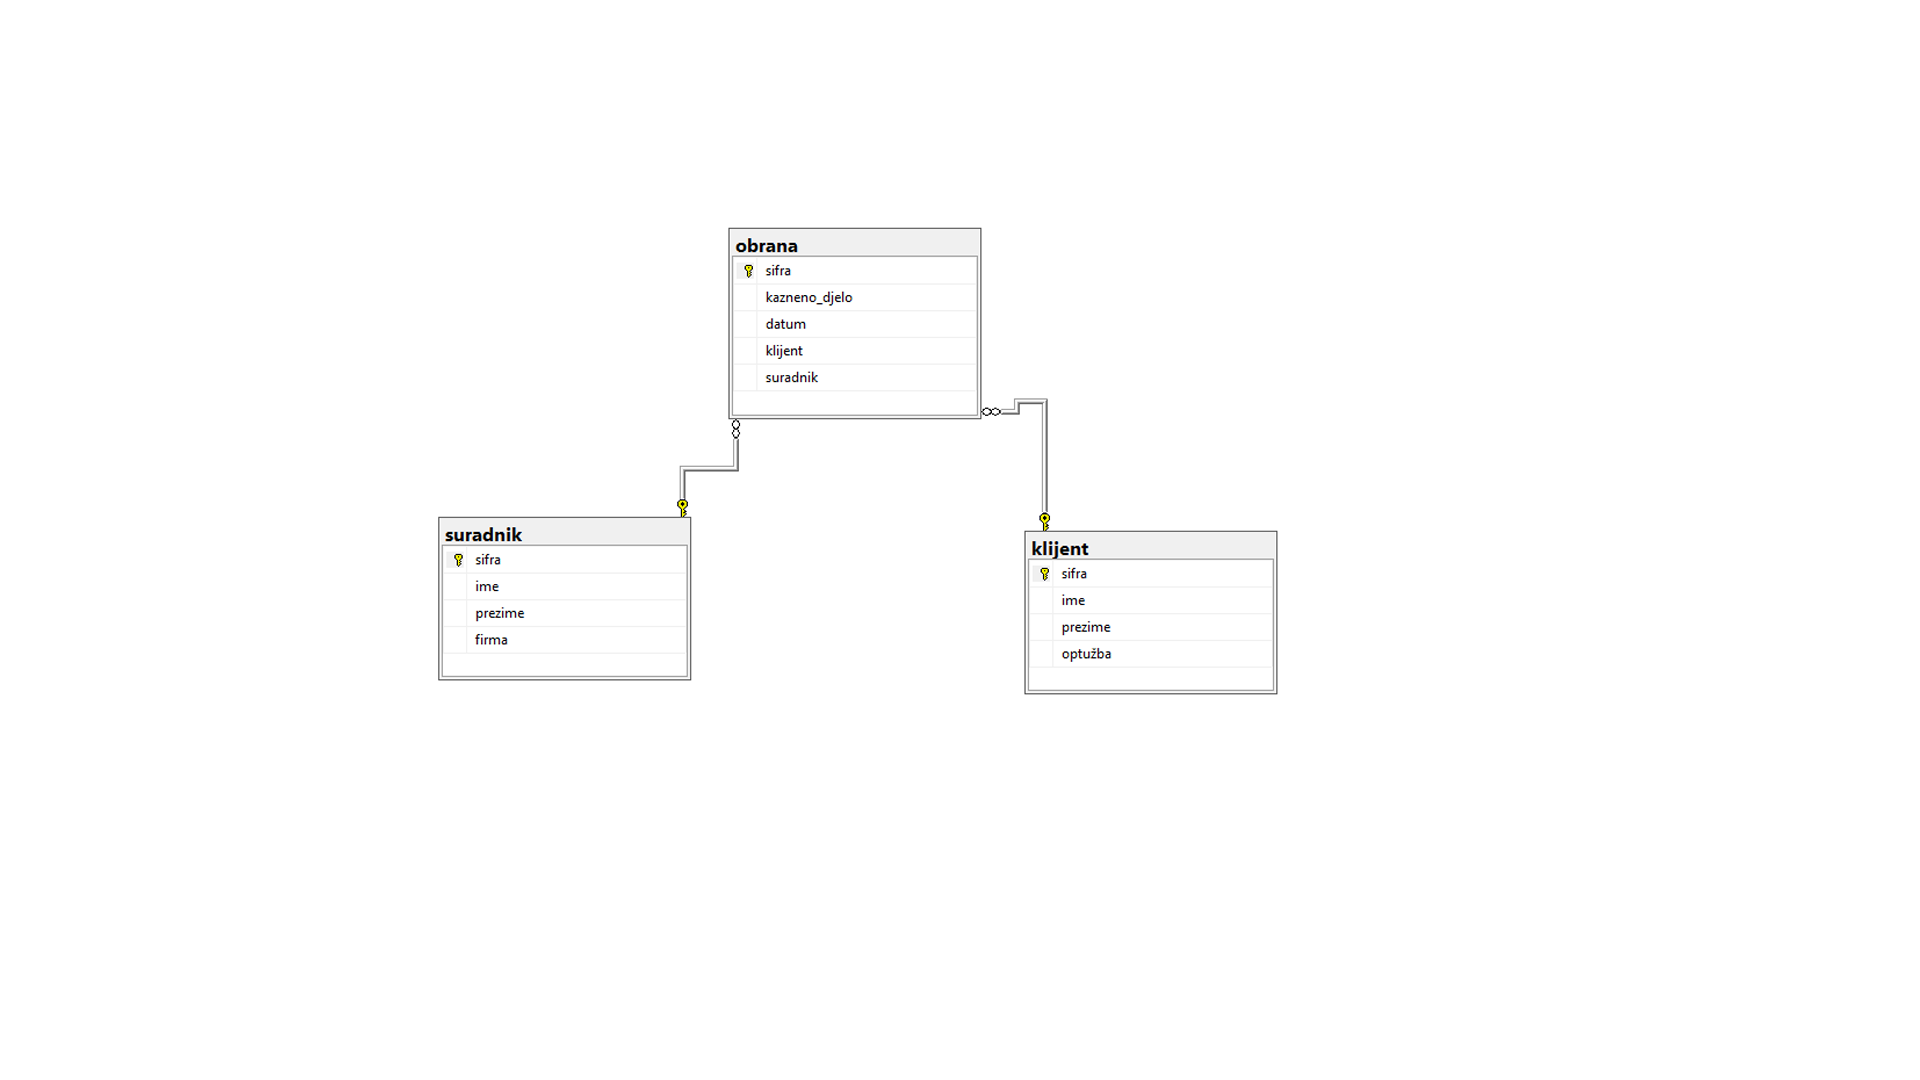 obrana
sifra
kazneno_djelo
datum
klijent
suradnik
suradnik
sifra
ime
prezime
firma
klijent
sifra
ime
prezime
optužba